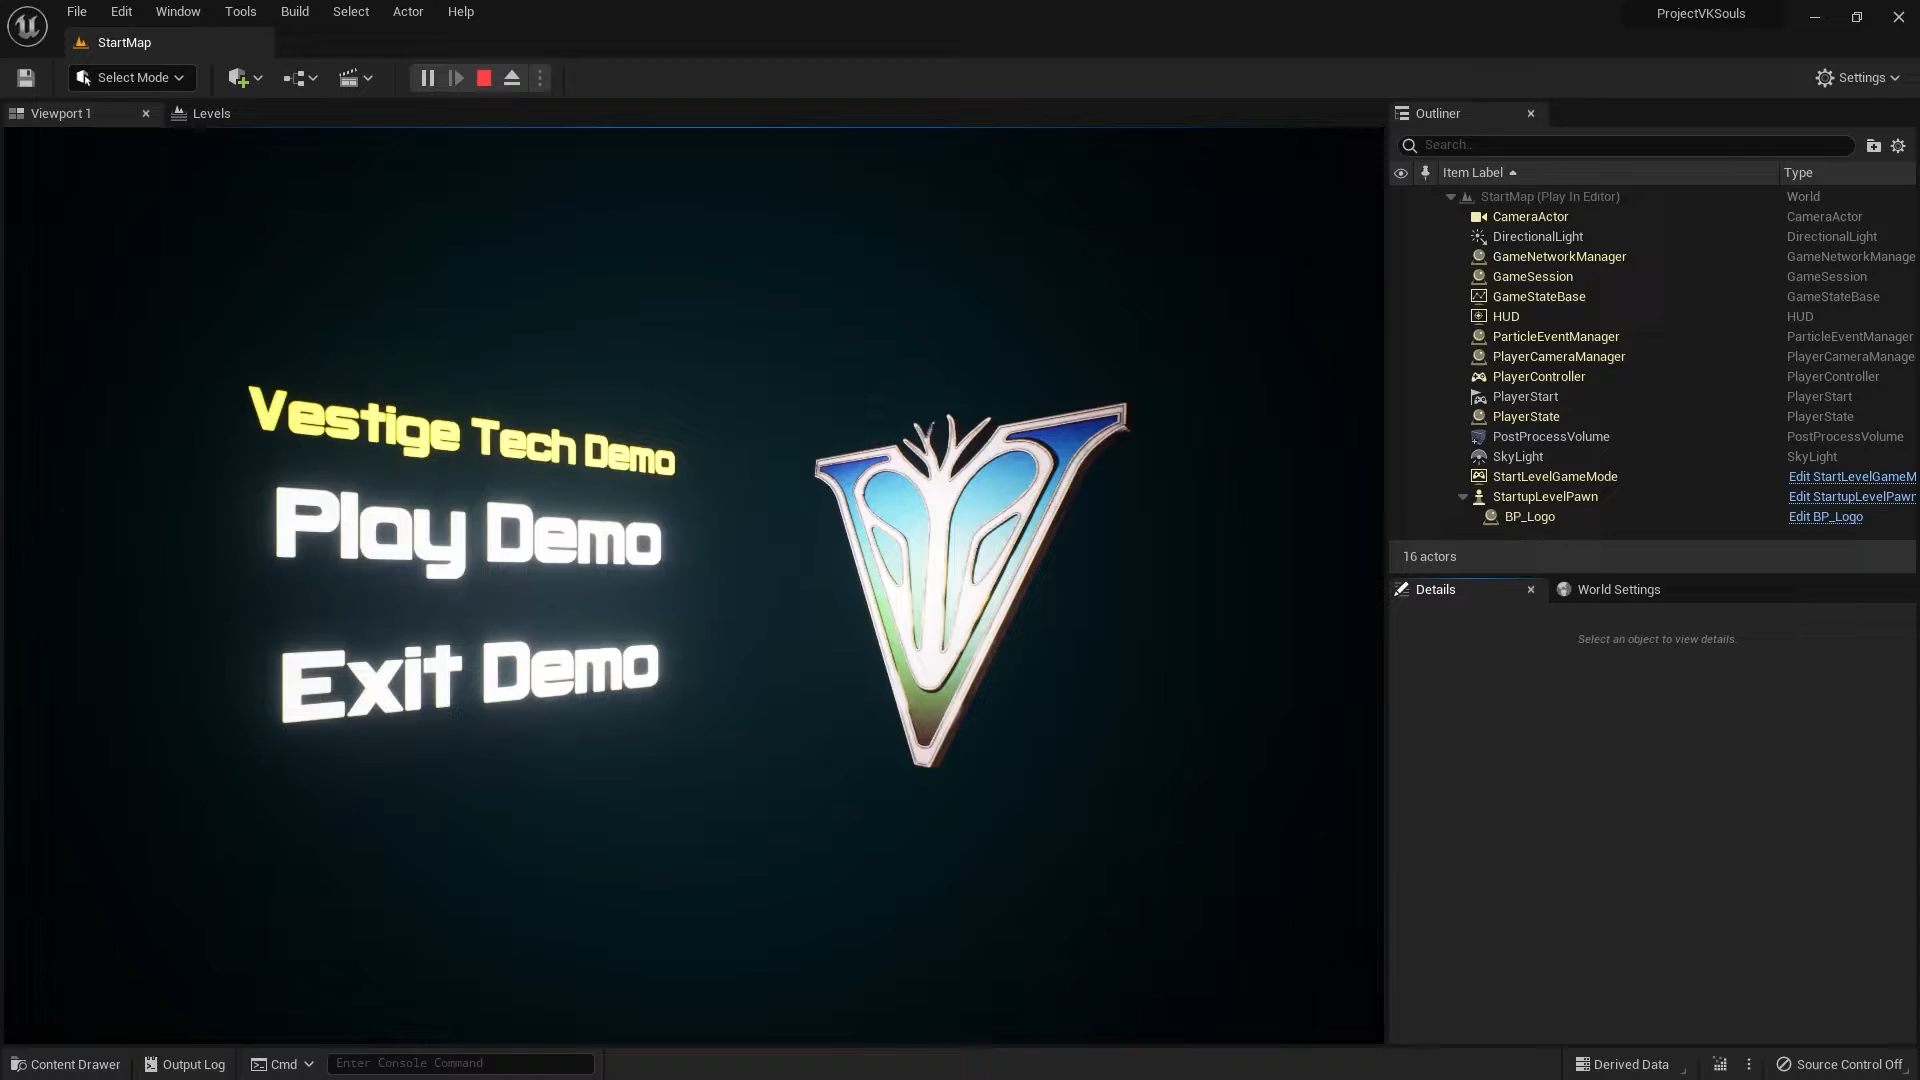 File Edit Window Tools Build Select Actor Help
ProjectVKSouls
StartMap
Select Mode
Settings
Viewport 1
Levels
Outliner
Search..
Item Label
Type
StartMap (Play In Editor) World
CameraActor CameraActor
DirectionalLight DirectionalLight
GameNetworkManager GameNetworkManage
GameSession GameSession
GameStateBase GameStateBase
HUD HUD
ParticleEventManager ParticleEventManager
PlayerCameraManager PlayerCameraManage
PlayerController PlayerController
PlayerStart PlayerStart
PlayerState PlayerState
PostProcessVolume PostProcessVolume
SkyLight SkyLight
StartLevelGameMode Edit StartLevelGameM
StartupLevelPawn Edit StartupLevelPawn
BP_Logo Edit BP_Logo
16 actors
Details
World Settings
Select an object to view details.
Vestige Tech Demo
Play Demo
Exit Demo
Content Drawer
Output Log
Cmd
Enter Console Command
Derived Data
Source Control Off